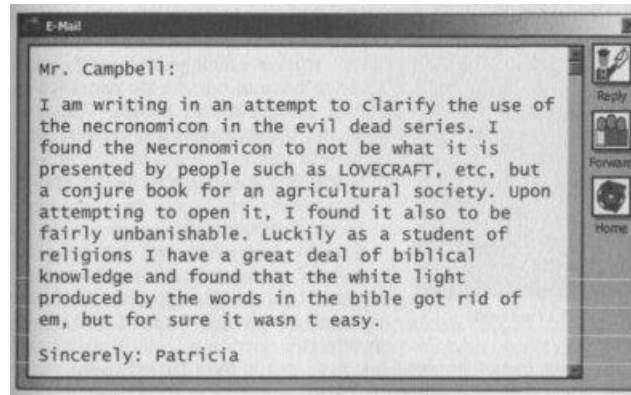 E-Mail
Mr. Campbell:
I am writing in an attempt to clarify the use of
the necronomicon in the evil dead series. I
found the Necronomicon to not be what it is
presented by people such as LOVECRAFT, etc, but
a conjure book for an agricultural society. Upon
attempting to open it, I found it also to be
fairly unbanishable. Luckily as a student of
religions I have a great deal of biblical
knowledge and found that the white light
produced by the words in the bible got rid of
em, but for sure it wasn t easy.
Sincerely: Patricia
Reply
Forward
Home